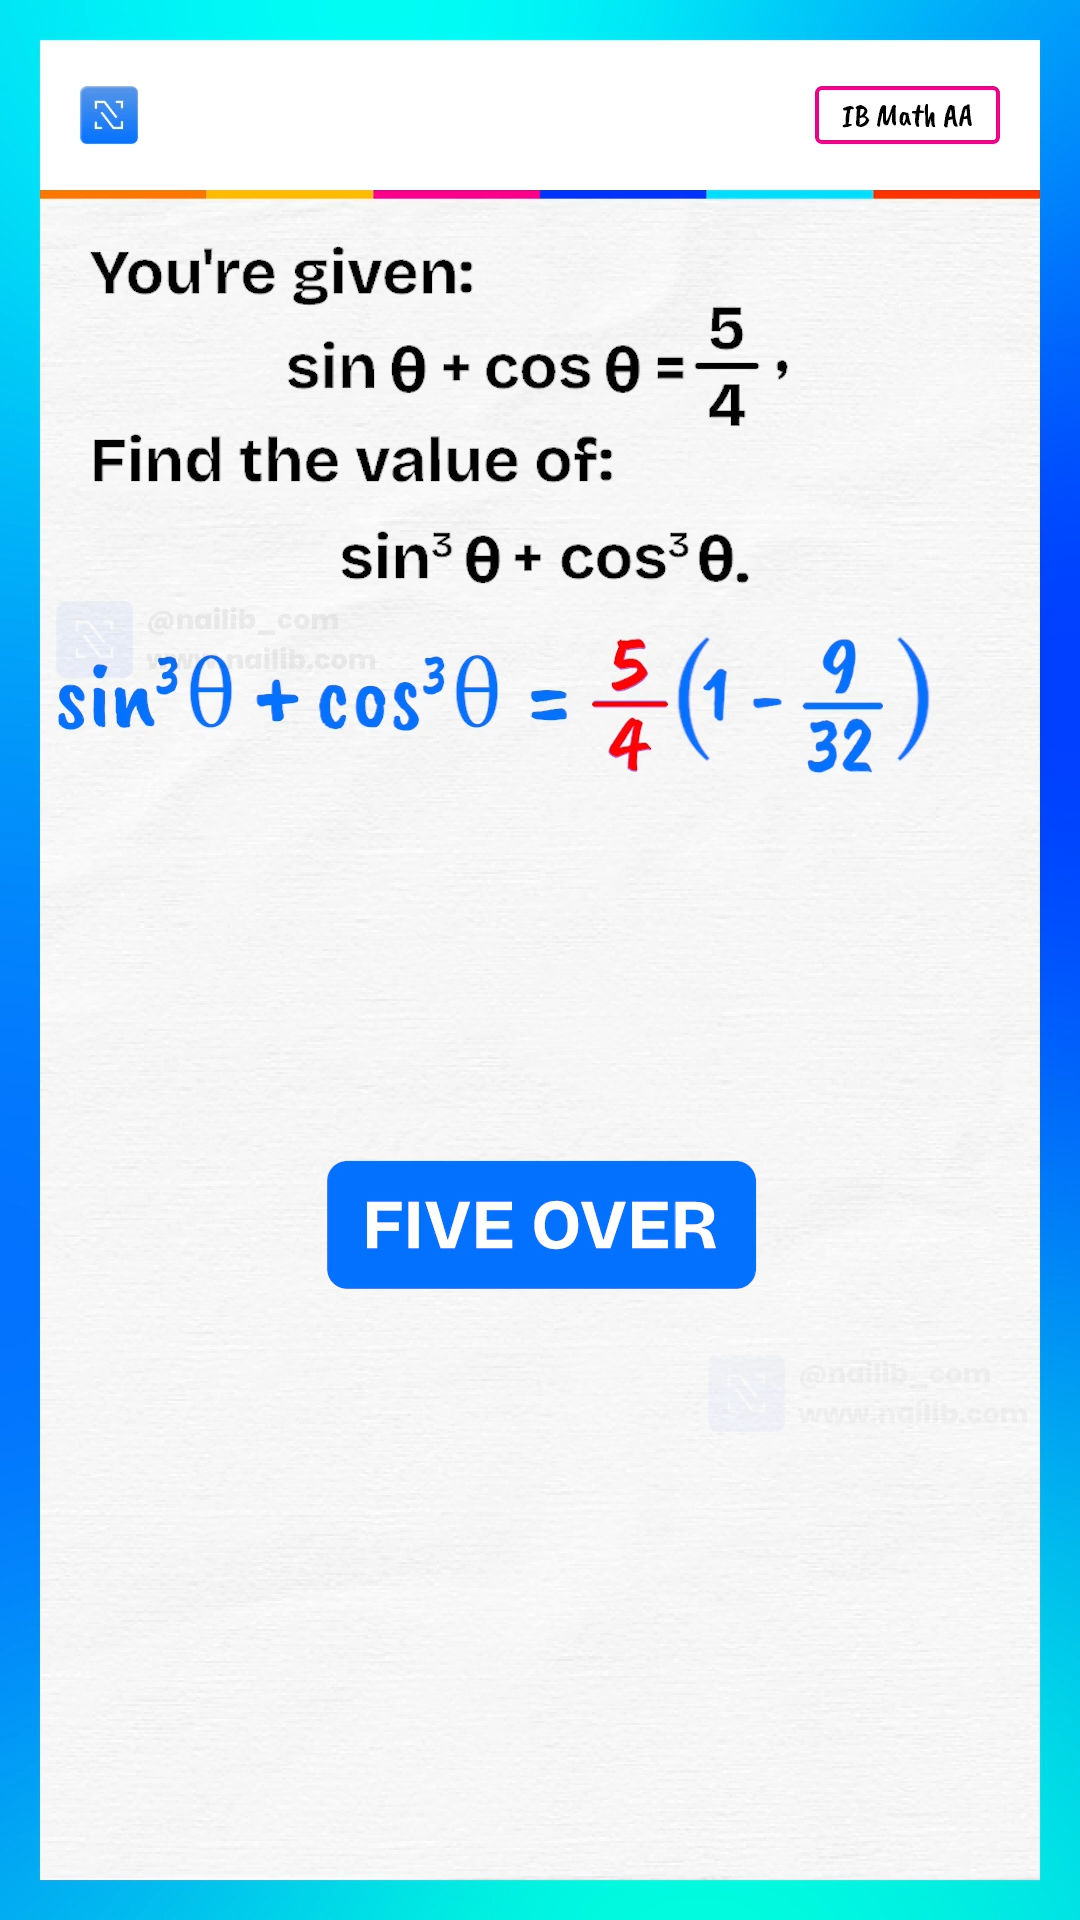 IB Math AA
You're given:
sin θ + cos θ = 5/4 ,
Find the value of:
sin³ θ + cos³ θ.
@nailib_com
www.nailib.com
sin³θ + cos³θ = 5/4 (1 - 9/32)
FIVE OVER
@nailib_com
www.nailib.com